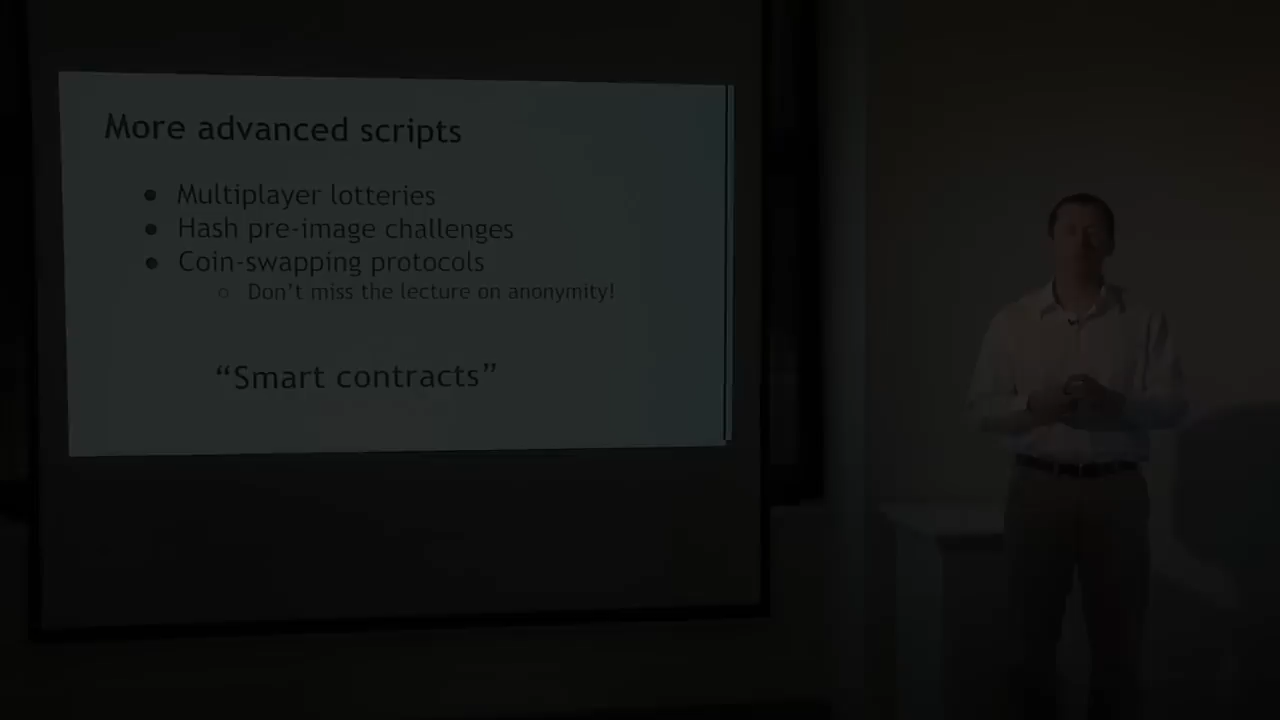 More advanced scripts
● Multiplayer lotteries
● Hash pre-image challenges
● Coin-swapping protocols
○ Don't miss the lecture on anonymity!
“Smart contracts”